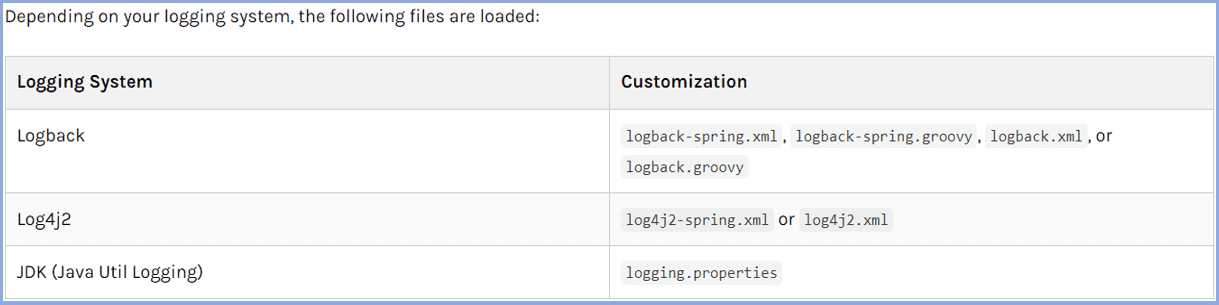 Depending on your logging system, the following files are loaded:
Logging System
Customization
Logback
logback-spring.xml, logback-spring.groovy, logback.xml, or
logback.groovy
Log4j2
log4j2-spring.xml or log4j2.xml
JDK (Java Util Logging)
logging.properties